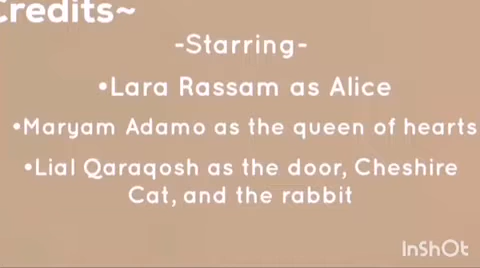 Credits~
-Starring-
•Lara Rassam as Alice
•Maryam Adamo as the queen of hearts
•Lial Qaraqosh as the door, Cheshire
Cat, and the rabbit
InShOt